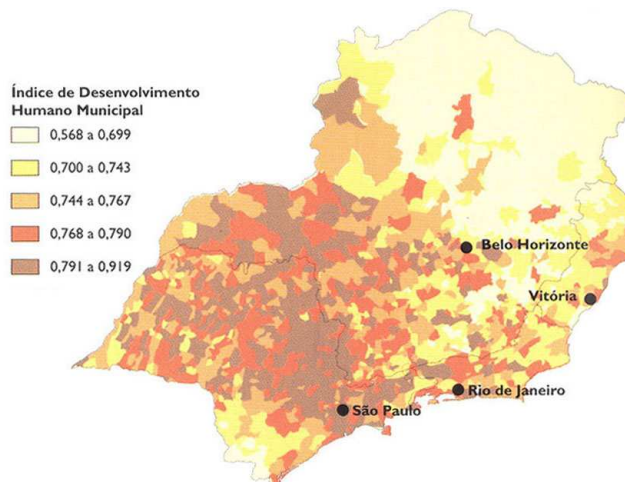 Índice de Desenvolvimento
Humano Municipal
0,568 a 0,699
0,700 a 0,743
0,744 a 0,767
0,768 a 0,790
0,791 a 0,919
Belo Horizonte
Vitória
Rio de Janeiro
São Paulo